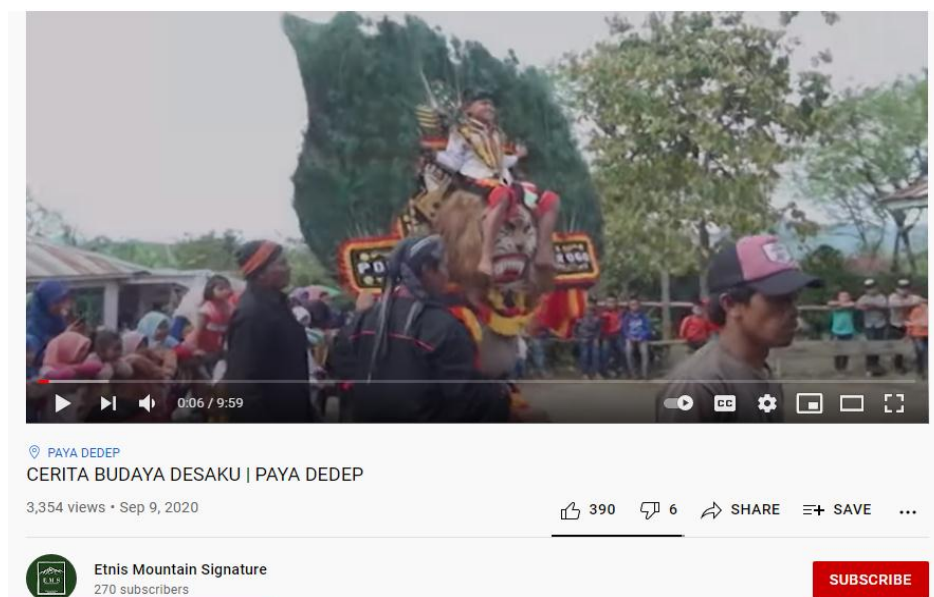 0:06 / 9:59
CC
PAYA DEDEP
CERITA BUDAYA DESAKU | PAYA DEDEP
3,354 views • Sep 9, 2020
390
6
SHARE
SAVE
Etnis Mountain Signature
270 subscribers
SUBSCRIBE